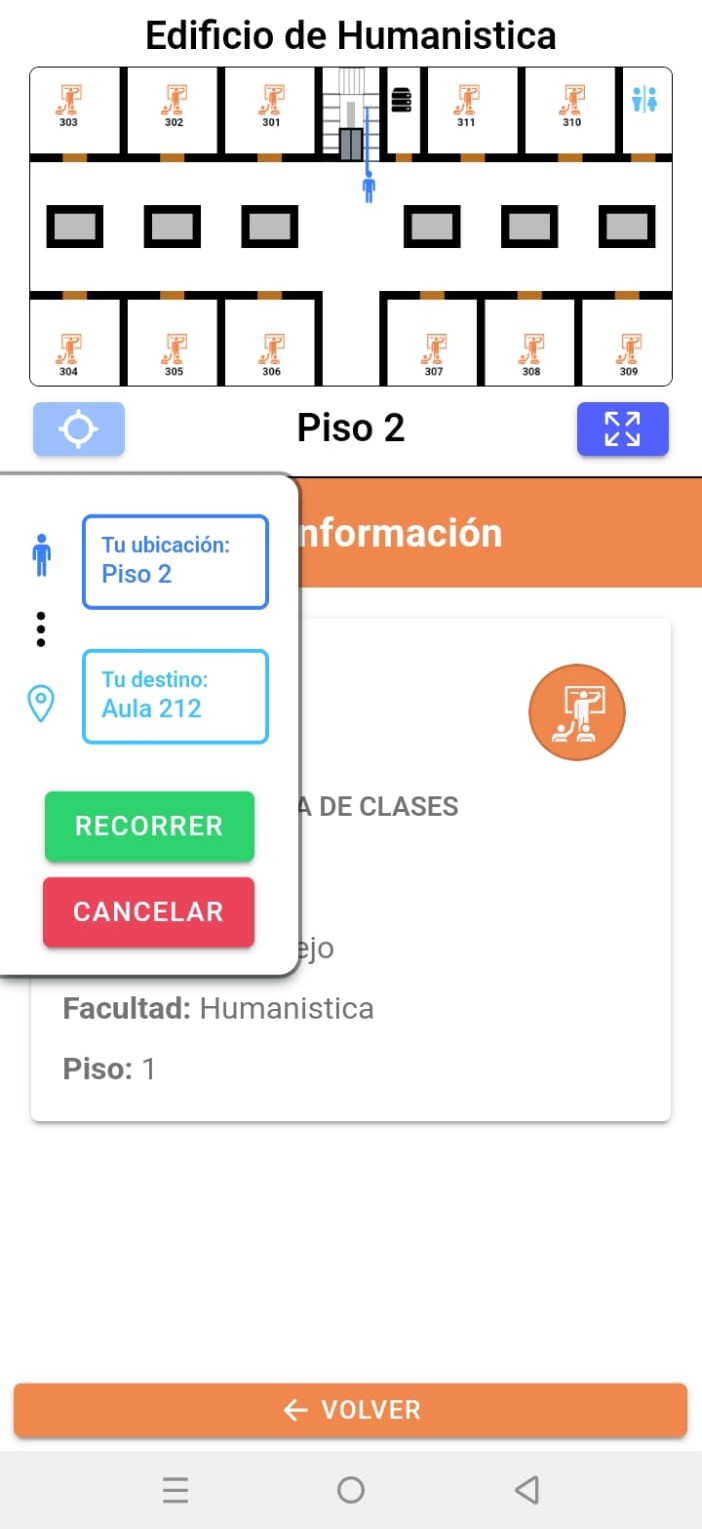 Edificio de Humanistica
303
302
301
311
310
304
305
306
307
308
309
Piso 2
nformación
Tu ubicación:
Piso 2
Tu destino:
Aula 212
RECORRER
CANCELAR
A DE CLASES
ejo
Facultad: Humanistica
Piso: 1
VOLVER